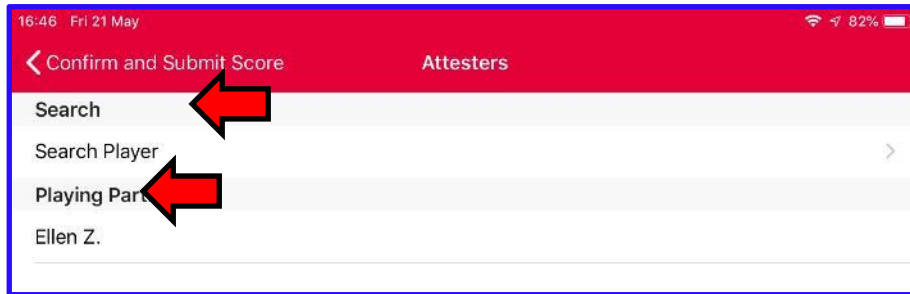 16:46 Fri 21 May 82%
Confirm and Submit Score Attesters
Search
Search Player
Playing Part
Ellen Z.